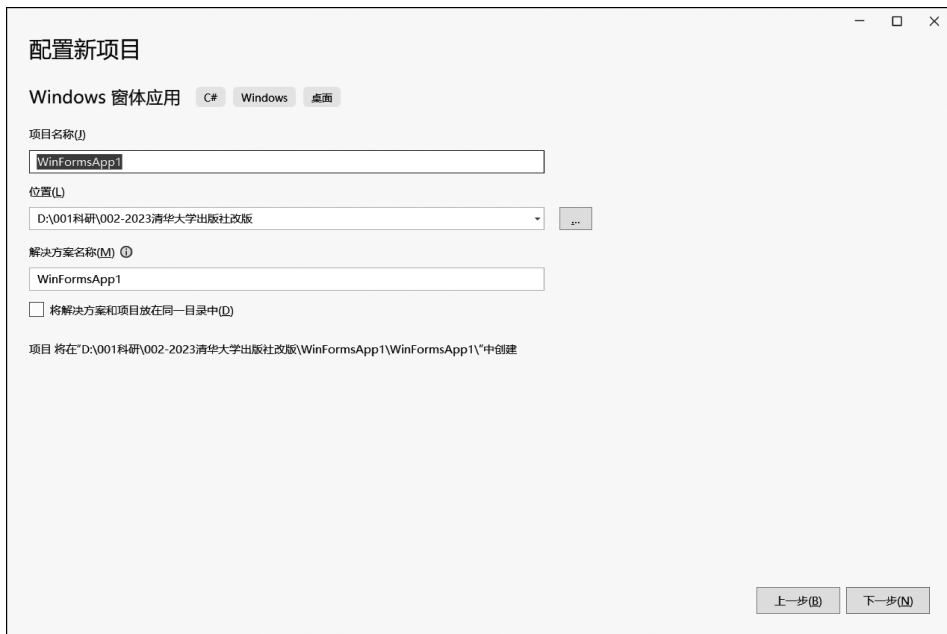 配置新项目
Windows 窗体应用 C# Windows 桌面
项目名称(J)
WinFormsApp1
位置(L)
D:\001科研\002-2023清华大学出版社改版
...
解决方案名称(M)
WinFormsApp1
将解决方案和项目放在同一目录中(D)
项目 将在"D:\001科研\002-2023清华大学出版社改版\WinFormsApp1\WinFormsApp1\"中创建
上一步(B) 下一步(N)